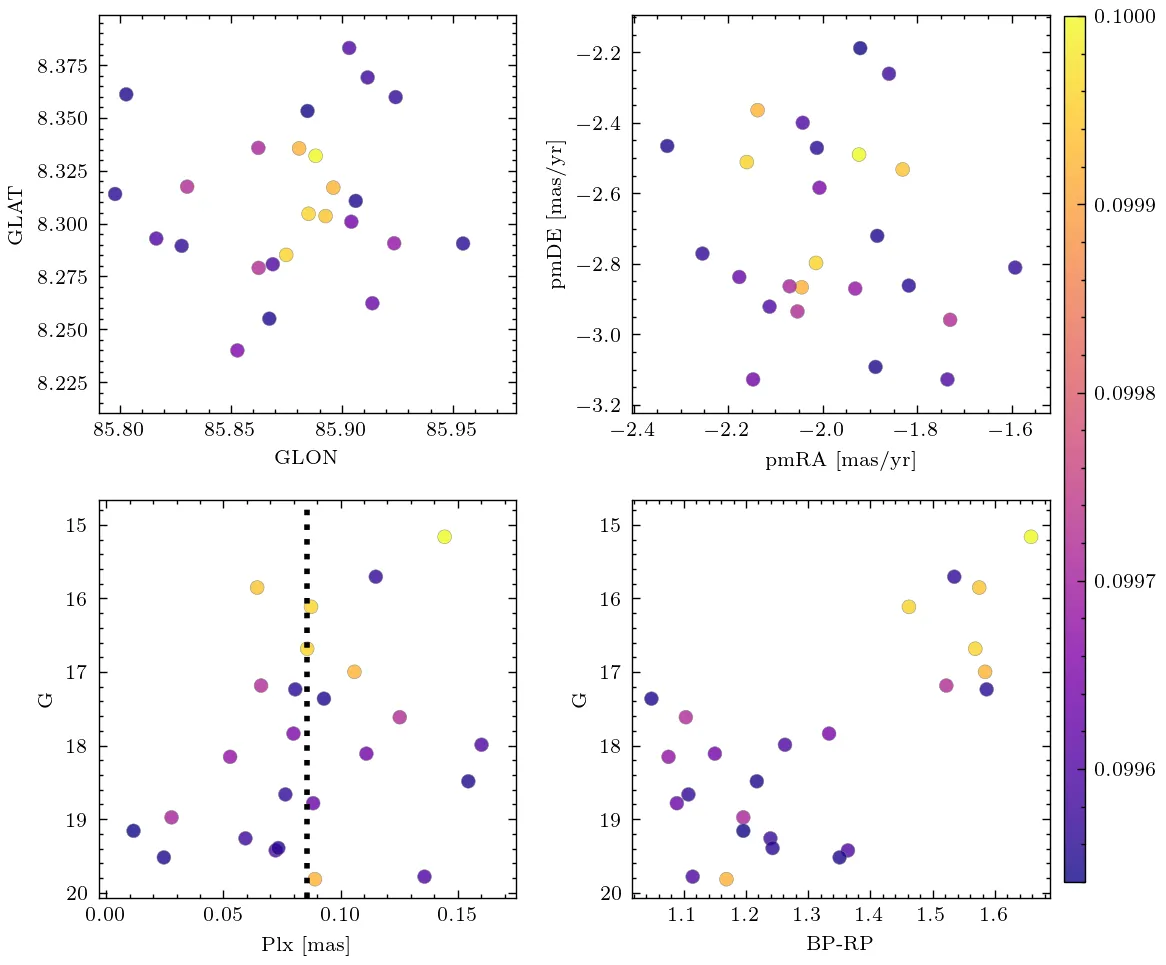 8.375
8.350
8.325
8.300
8.275
8.250
8.225
GLAT
85.80 85.85 85.90 85.95
GLON
−2.2
−2.4
−2.6
−2.8
−3.0
−3.2
pmDE [mas/yr]
−2.4 −2.2 −2.0 −1.8 −1.6
pmRA [mas/yr]
15
16
17
18
19
20
G
0.00 0.05 0.10 0.15
Plx [mas]
15
16
17
18
19
20
G
1.1 1.2 1.3 1.4 1.5 1.6
BP-RP
0.1000
0.0999
0.0998
0.0997
0.0996